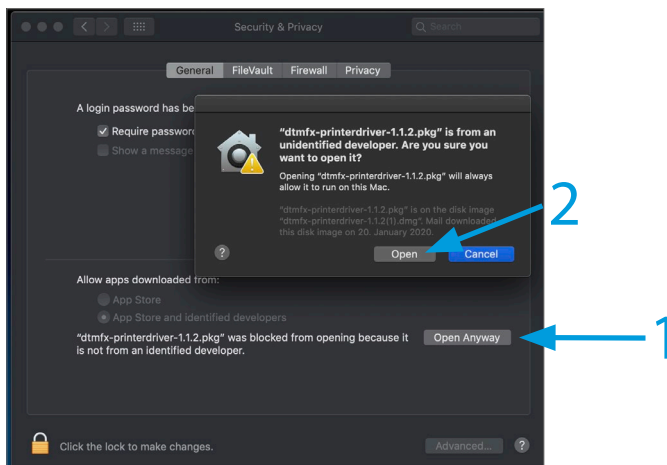 Security & Privacy
Search
General
FileVault
Firewall
Privacy
A login password has be
Require password
Show a message
"dtmfx-printerdriver-1.1.2.pkg" is from an
unidentified developer. Are you sure you
want to open it?
Opening "dtmfx-printerdriver-1.1.2.pkg" will always
allow it to run on this Mac.
"dtmfx-printerdriver-1.1.2.pkg" is on the disk image
"dtmfx-printerdriver-1.1.2(1).dmg". Mail downloaded
this disk image on 20. January 2020.
?
Open
Cancel
2
Allow apps downloaded from:
App Store
App Store and identified developers
"dtmfx-printerdriver-1.1.2.pkg" was blocked from opening because it
is not from an identified developer.
Open Anyway
1
Click the lock to make changes.
Advanced...
?